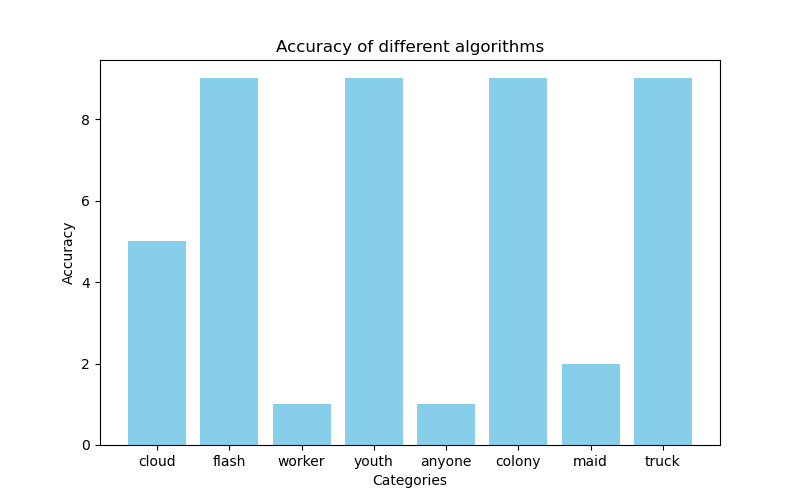 Accuracy of different algorithms
Accuracy
8
6
4
2
0
cloud flash worker youth anyone colony maid truck
Categories